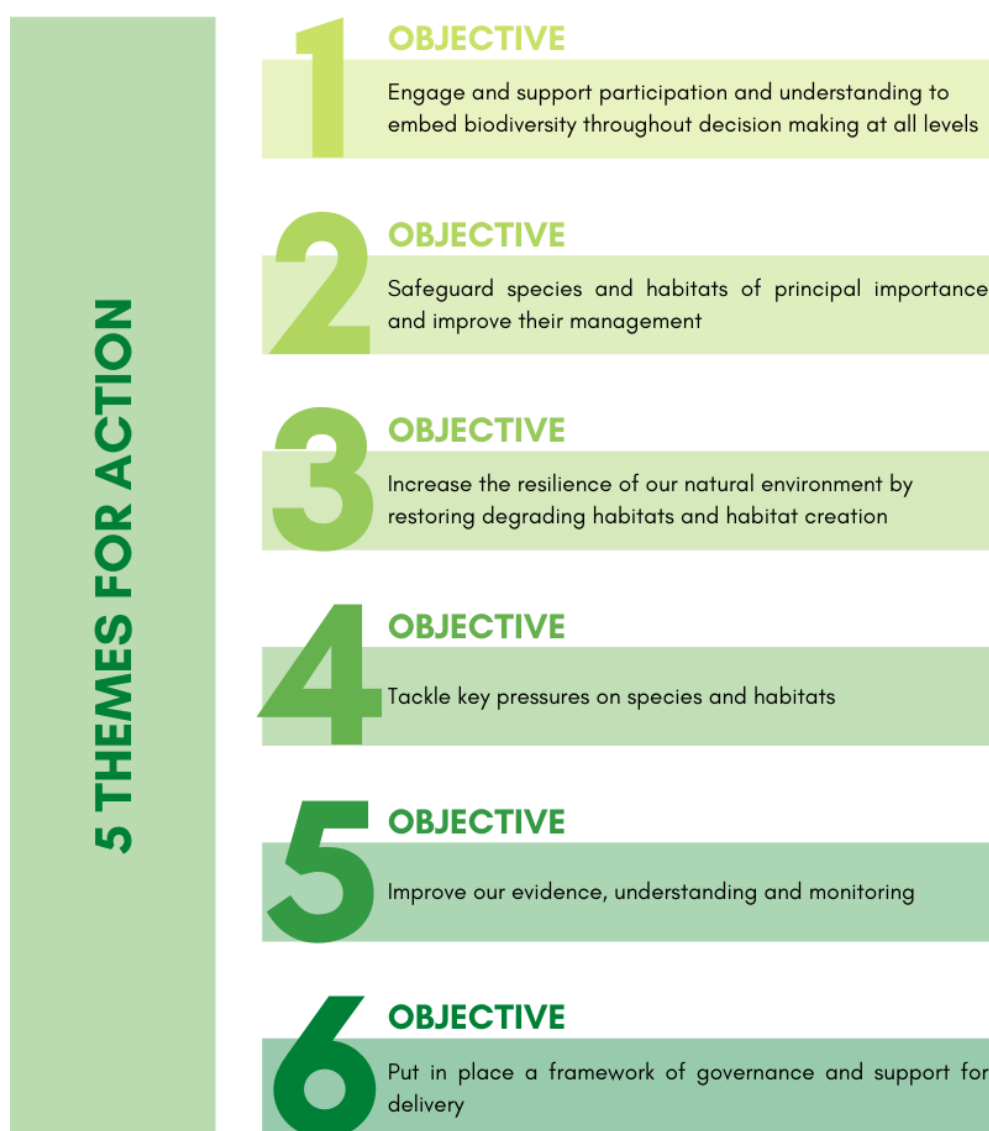 5 THEMES FOR ACTION
1
OBJECTIVE
Engage and support participation and understanding to
embed biodiversity throughout decision making at all levels
2
OBJECTIVE
Safeguard species and habitats of principal importance
and improve their management
3
OBJECTIVE
Increase the resilience of our natural environment by
restoring degrading habitats and habitat creation
4
OBJECTIVE
Tackle key pressures on species and habitats
5
OBJECTIVE
Improve our evidence, understanding and monitoring
6
OBJECTIVE
Put in place a framework of governance and support for
delivery